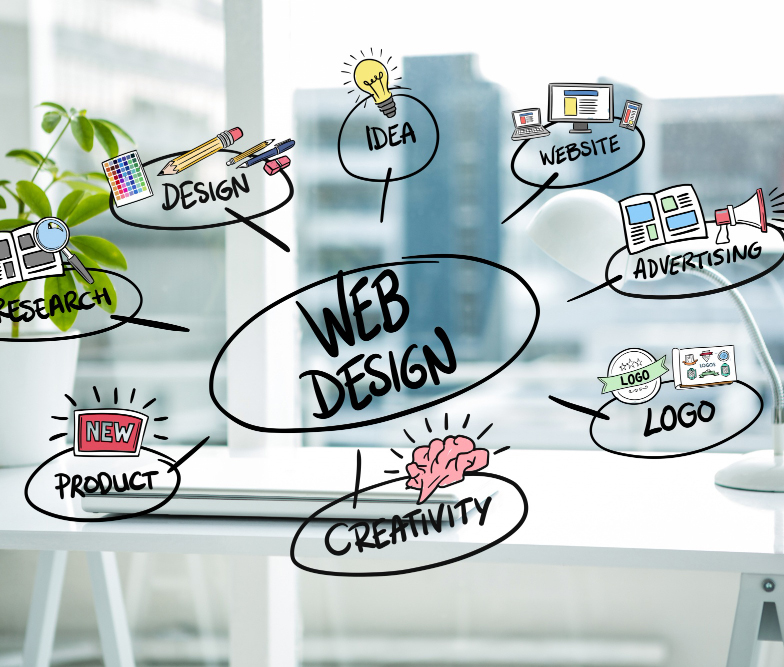 IDEA
WEBSITE
DESIGN
ADVERTISING
RESEARCH
WEB
DESIGN
LOGO
LOGO
NEW
PRODUCT
CREATIVITY